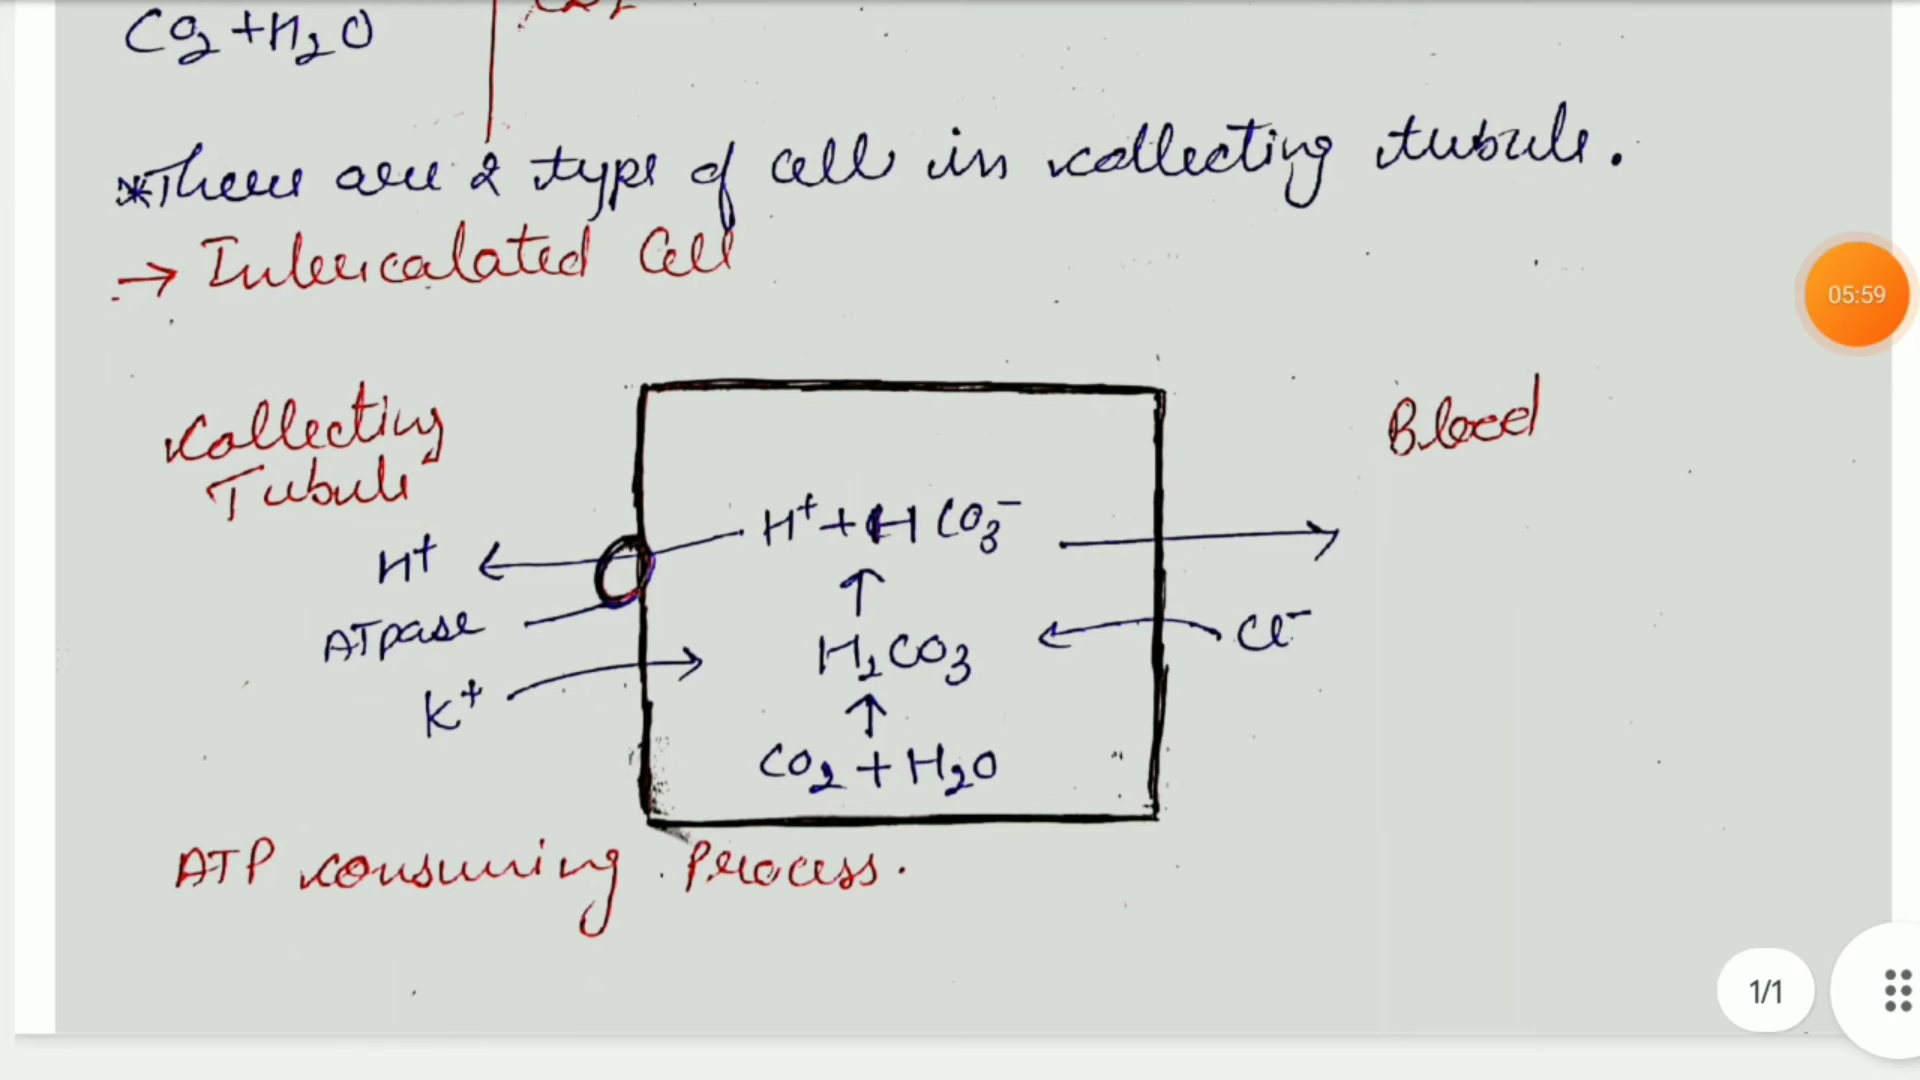 CO₂ + H₂O
*There are 2 type of cell in collecting tubule.
→ Intercalated Cell
Collecting
Tubule
Blood
H⁺ + HCO₃⁻
H⁺
ATPase
H₂CO₃
Cl⁻
K⁺
CO₂ + H₂O
ATP consuming Process.
05:59
1/1